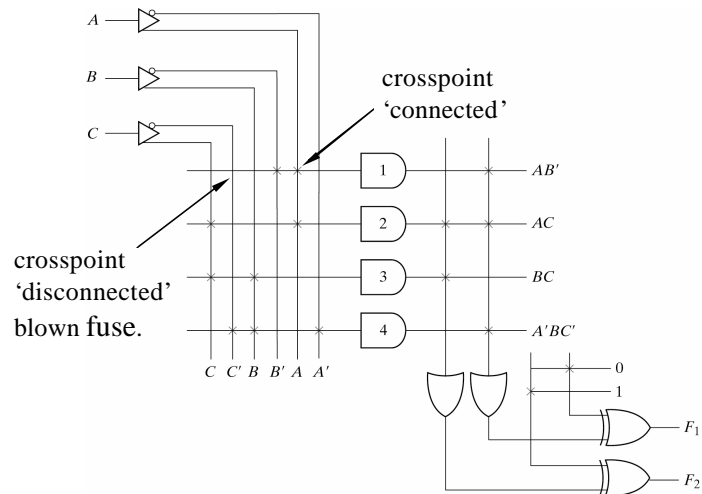 A
B
C
crosspoint
‘connected’
1
AB′
2
AC
3
BC
4
A′BC′
crosspoint
‘disconnected’
blown fuse.
C C′ B B′ A A′
0
1
F1
F2